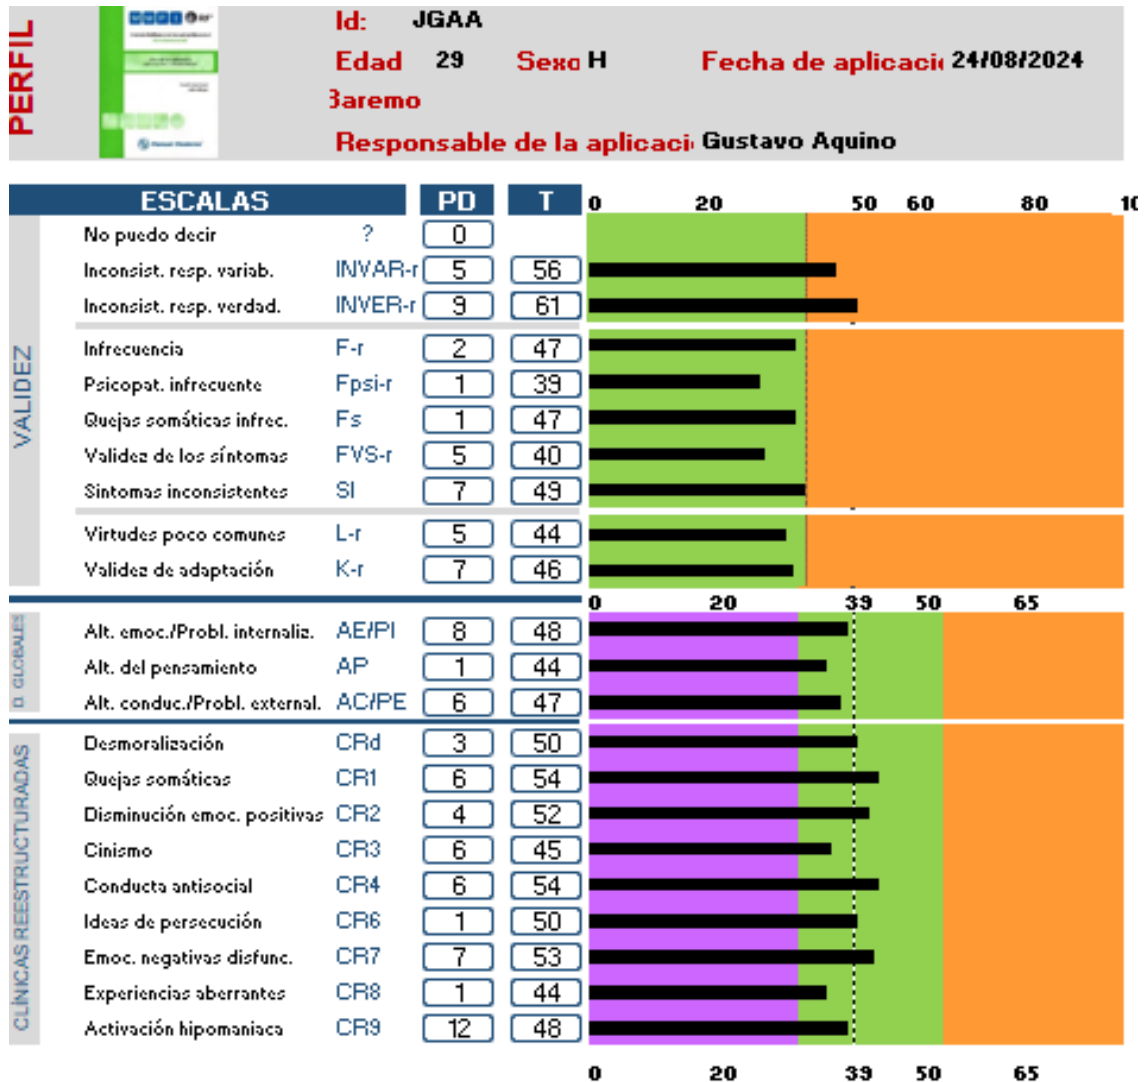 PERFIL
Id: JGAA
Edad 29 Sexo H Fecha de aplicació 24/08/2024
Baremo
Responsable de la aplicació Gustavo Aquino
ESCALAS PD T 0 20 50 60 80 10
VALIDEZ
No puedo decir ? 0
Inconsist. resp. variab. INVAR-r 5 56
Inconsist. resp. verdad. INVER-r 9 61
Infrecuencia F-r 2 47
Psicopat. infrecuente Fpsi-r 1 39
Quejas somáticas infrec. Fs 1 47
Validez de los síntomas FVS-r 5 40
Sintomas inconsistentes SI 7 49
Virtudes poco comunes L-r 5 44
Validez de adaptación K-r 7 46
0 20 39 50 65
D. GLOBALES
Alt. emoc./Probl. internaliz. AE/PI 8 48
Alt. del pensamiento AP 1 44
Alt. conduc./Probl. external. AC/PE 6 47
CLÍNICAS REESTRUCTURADAS
Desmoralización CRd 3 50
Quejas somáticas CR1 6 54
Disminución emoc. positivas CR2 4 52
Cinismo CR3 6 45
Conducta antisocial CR4 6 54
Ideas de persecución CR6 1 50
Emoc. negativas disfunc. CR7 7 53
Experiencias aberrantes CR8 1 44
Activación hipomaniaca CR9 12 48
0 20 39 50 65